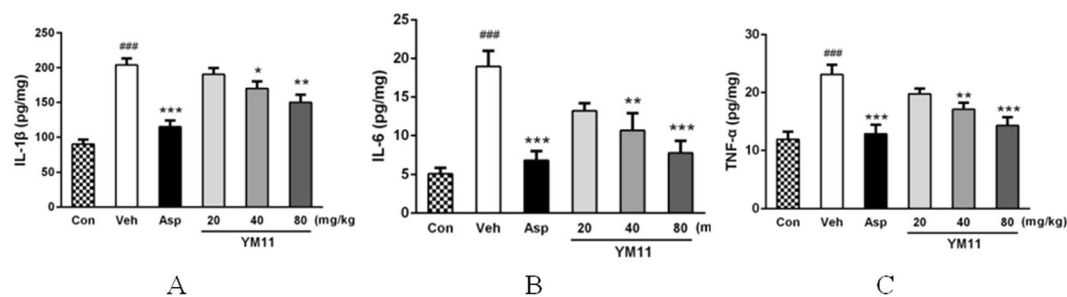 IL-1β (pg/mg)
250
200
150
100
50
0
###
***
*
**
Con Veh Asp 20 40 80 (mg/kg)
YM11
A
IL-6 (pg/mg)
25
20
15
10
5
0
###
***
**
***
Con Veh Asp 20 40 80 (m
YM11
B
TNF-α (pg/mg)
30
20
10
0
###
***
**
***
Con Veh Asp 20 40 80 (mg/kg)
YM11
C